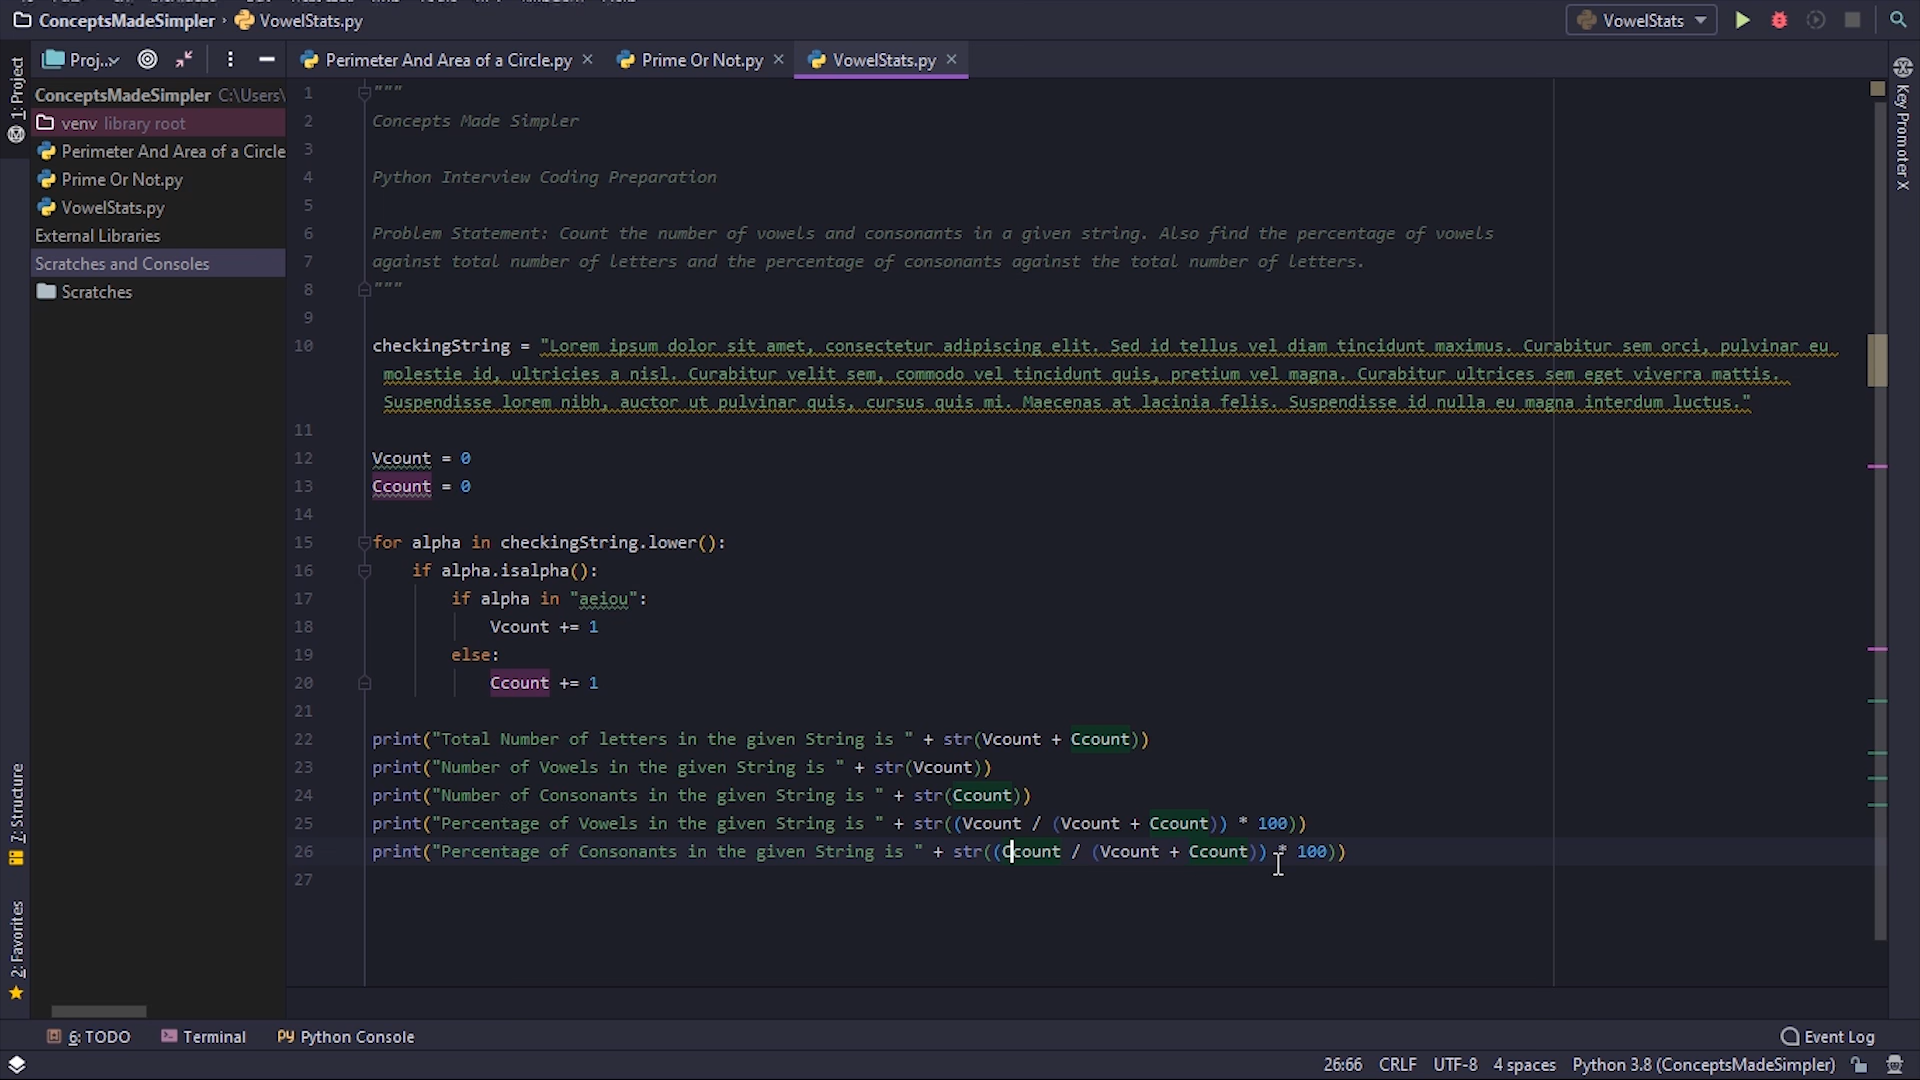 ConceptsMadeSimpler › VowelStats.py
VowelStats
1: Project
Proj..
Perimeter And Area of a Circle.py
Prime Or Not.py
VowelStats.py
Key Promoter X
ConceptsMadeSimpler C:\Users\
venv library root
Perimeter And Area of a Circle
Prime Or Not.py
VowelStats.py
External Libraries
Scratches and Consoles
Scratches
1 """
2 Concepts Made Simpler
3
4 Python Interview Coding Preparation
5
6 Problem Statement: Count the number of vowels and consonants in a given string. Also find the percentage of vowels
7 against total number of letters and the percentage of consonants against the total number of letters.
8 """
9
10 checkingString = "Lorem ipsum dolor sit amet, consectetur adipiscing elit. Sed id tellus vel diam tincidunt maximus. Curabitur sem orci, pulvinar eu
molestie id, ultricies a nisl. Curabitur velit sem, commodo vel tincidunt quis, pretium vel magna. Curabitur ultrices sem eget viverra mattis.
Suspendisse lorem nibh, auctor ut pulvinar quis, cursus quis mi. Maecenas at lacinia felis. Suspendisse id nulla eu magna interdum luctus."
11
12 Vcount = 0
13 Ccount = 0
14
15 for alpha in checkingString.lower():
16 if alpha.isalpha():
17 if alpha in "aeiou":
18 Vcount += 1
19 else:
20 Ccount += 1
21
22 print("Total Number of letters in the given String is " + str(Vcount + Ccount))
23 print("Number of Vowels in the given String is " + str(Vcount))
24 print("Number of Consonants in the given String is " + str(Ccount))
25 print("Percentage of Vowels in the given String is " + str((Vcount / (Vcount + Ccount)) * 100))
26 print("Percentage of Consonants in the given String is " + str((Ccount / (Vcount + Ccount)) * 100))
27
7: Structure
2: Favorites
6: TODO
Terminal
Python Console
Event Log
26:66 CRLF UTF-8 4 spaces Python 3.8 (ConceptsMadeSimpler)